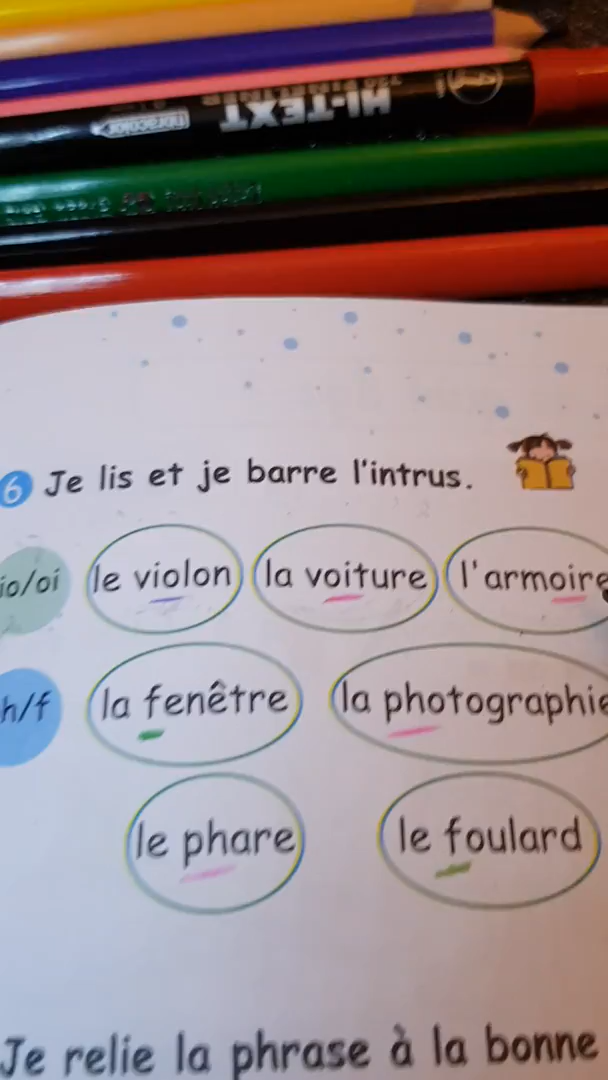 HI-TEXT
6 Je lis et je barre l'intrus.
io/oi le violon la voiture l'armoire
h/f la fenêtre la photographie
le phare le foulard
Je relie la phrase à la bonne